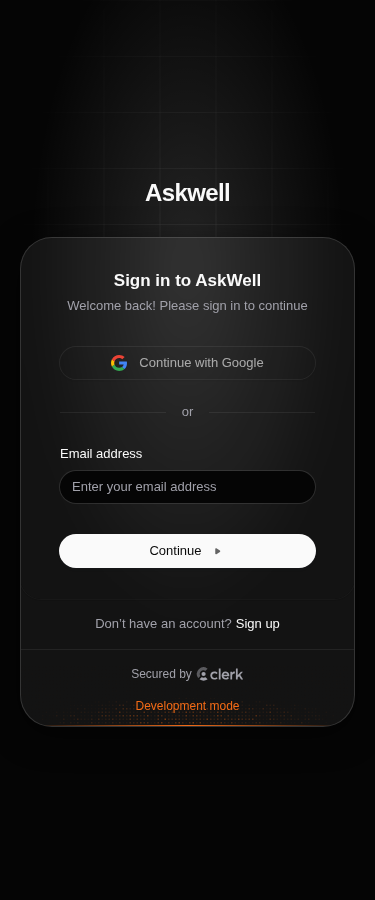 Askwell
Sign in to AskWell
Welcome back! Please sign in to continue
Continue with Google
or
Email address
Enter your email address
Continue
Don’t have an account? Sign up
Secured by clerk
Development mode